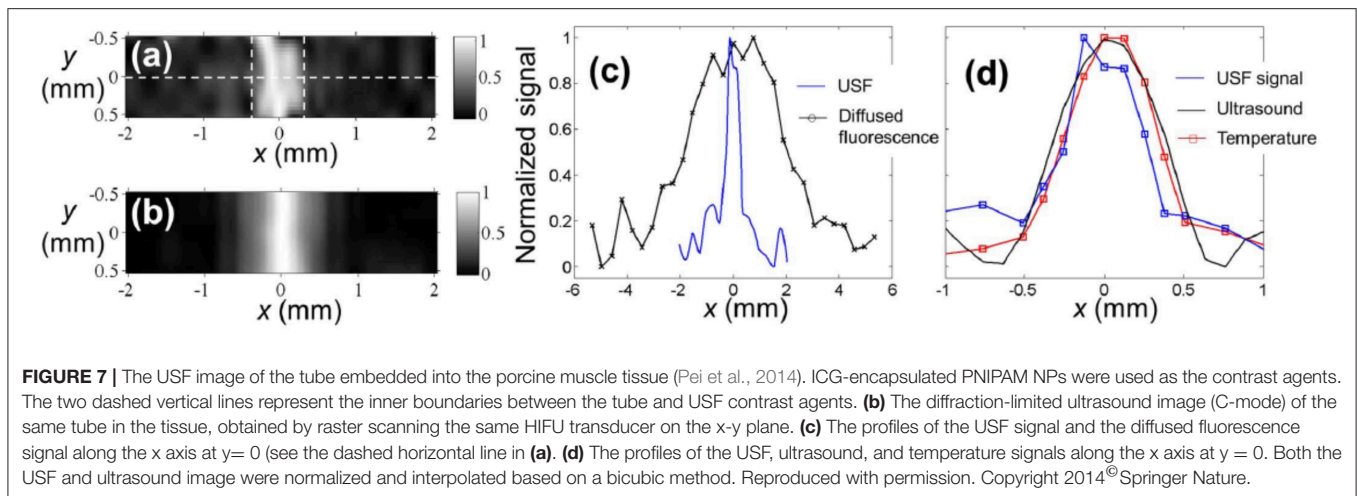 (a)
y
(mm)
-0.5
0
0.5
-2
-1
0
1
2
x (mm)
1
0.5
0
(b)
y
(mm)
-0.5
0
0.5
-2
-1
0
1
2
x (mm)
1
0.5
0
(c)
Normalized signal
1
0.8
0.6
0.4
0.2
0
-6
-4
-2
0
2
4
6
x (mm)
USF
Diffused
fluorescence
(d)
-1
-0.5
0
0.5
1
x (mm)
USF signal
Ultrasound
Temperature
FIGURE 7 | The USF image of the tube embedded into the porcine muscle tissue (Pei et al., 2014). ICG-encapsulated PNIPAM NPs were used as the contrast agents.
The two dashed vertical lines represent the inner boundaries between the tube and USF contrast agents. (b) The diffraction-limited ultrasound image (C-mode) of the
same tube in the tissue, obtained by raster scanning the same HIFU transducer on the x-y plane. (c) The profiles of the USF signal and the diffused fluorescence
signal along the x axis at y= 0 (see the dashed horizontal line in (a). (d) The profiles of the USF, ultrasound, and temperature signals along the x axis at y = 0. Both the
USF and ultrasound image were normalized and interpolated based on a bicubic method. Reproduced with permission. Copyright 2014©Springer Nature.